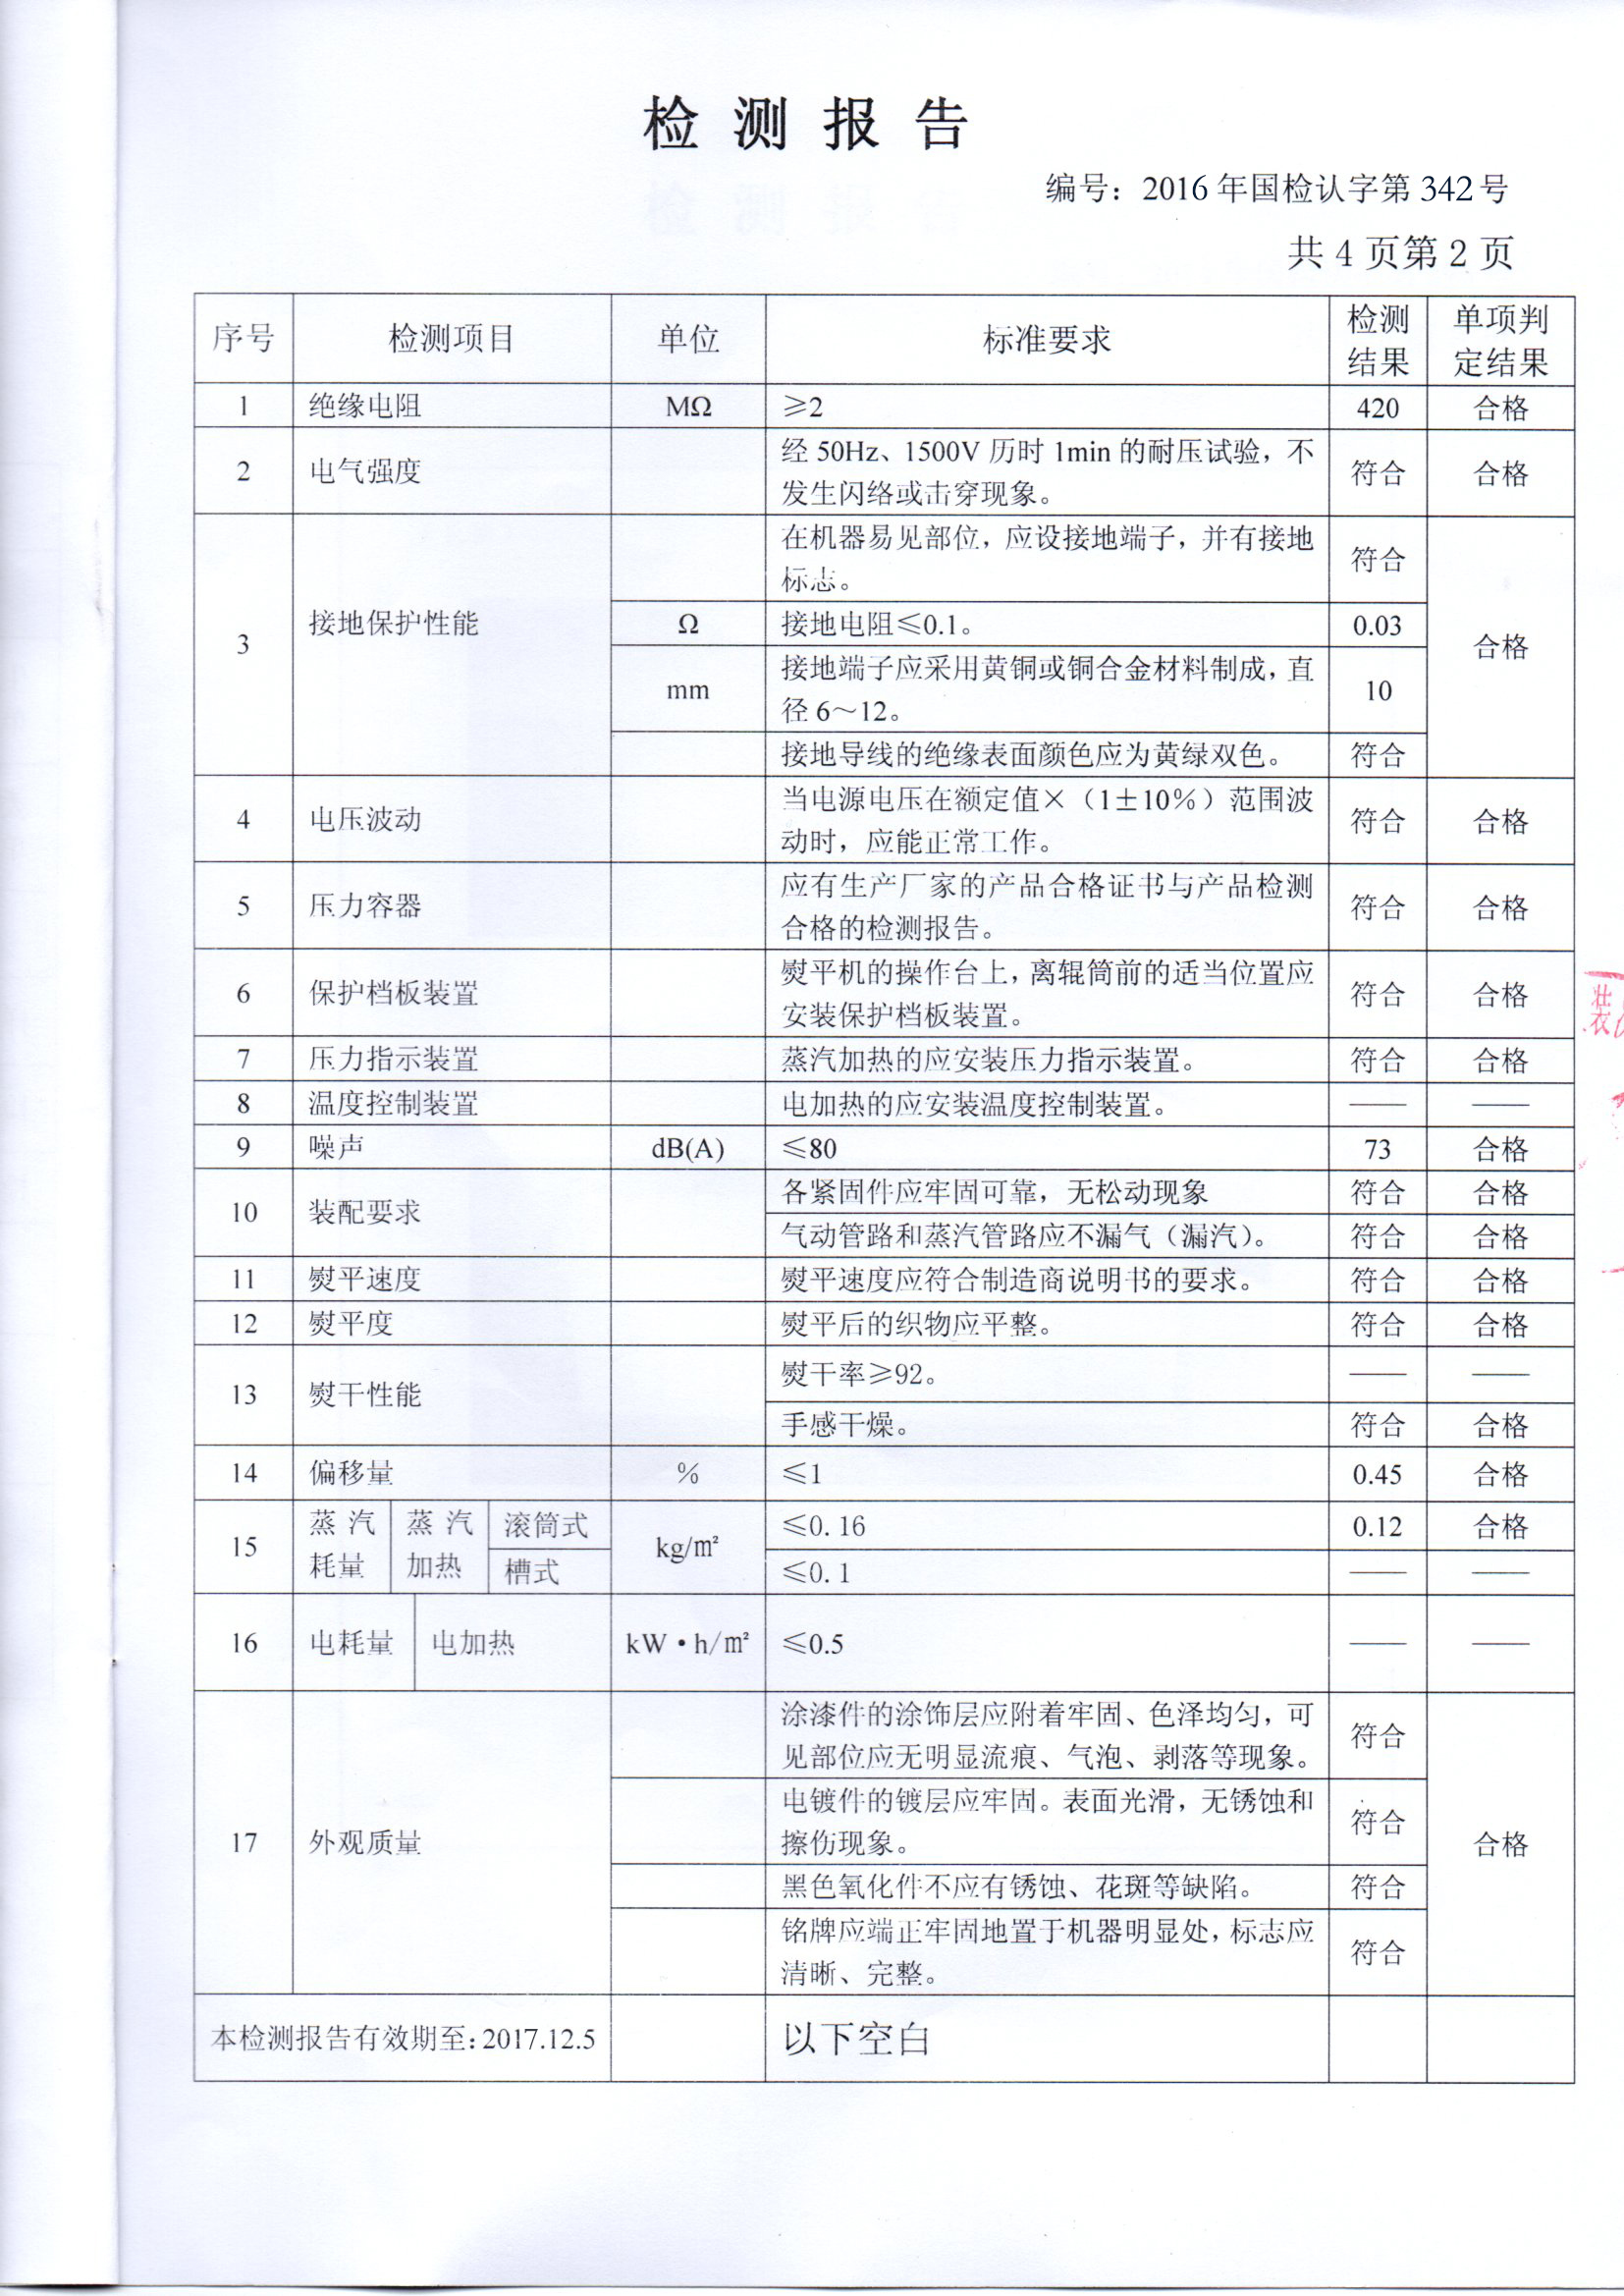 检测报告
编号：2016年国检认字第342号
共4页第2页
序号 检测项目 单位 标准要求 检测结果 单项判定结果
1 绝缘电阻 MΩ ≥2 420 合格
2 电气强度 经50Hz、1500V历时1min的耐压试验，不
发生闪络或击穿现象。 符合 合格
3 接地保护性能 在机器易见部位，应设接地端子，并有接地
标志。 符合 合格
Ω 接地电阻≤0.1。 0.03
mm 接地端子应采用黄铜或铜合金材料制成，直
径6～12。 10
接地导线的绝缘表面颜色应为黄绿双色。 符合
4 电压波动 当电源电压在额定值×（1±10%）范围波
动时，应能正常工作。 符合 合格
5 压力容器 应有生产厂家的产品合格证书与产品检测
合格的检测报告。 符合 合格
6 保护档板装置 熨平机的操作台上，离辊筒前的适当位置应
安装保护档板装置。 符合 合格
7 压力指示装置 蒸汽加热的应安装压力指示装置。 符合 合格
8 温度控制装置 电加热的应安装温度控制装置。 —— ——
9 噪声 dB(A) ≤80 73 合格
10 装配要求 各紧固件应牢固可靠，无松动现象 符合 合格
气动管路和蒸汽管路应不漏气（漏汽）。 符合 合格
11 熨平速度 熨平速度应符合制造商说明书的要求。 符合 合格
12 熨平度 熨平后的织物应平整。 符合 合格
13 熨干性能 熨干率≥92。 —— ——
手感干燥。 符合 合格
14 偏移量 % ≤1 0.45 合格
15 蒸汽耗量 蒸汽加热 滚筒式 kg/m² ≤0.16 0.12 合格
槽式 ≤0.1 —— ——
16 电耗量 电加热 kW·h/m² ≤0.5 —— ——
17 外观质量 涂漆件的涂饰层应附着牢固、色泽均匀，可
见部位应无明显流痕、气泡、剥落等现象。 符合 合格
电镀件的镀层应牢固。表面光滑，无锈蚀和
擦伤现象。 符合
黑色氧化件不应有锈蚀、花斑等缺陷。 符合
铭牌应端正牢固地置于机器明显处，标志应
清晰、完整。 符合
本检测报告有效期至：2017.12.5 以下空白